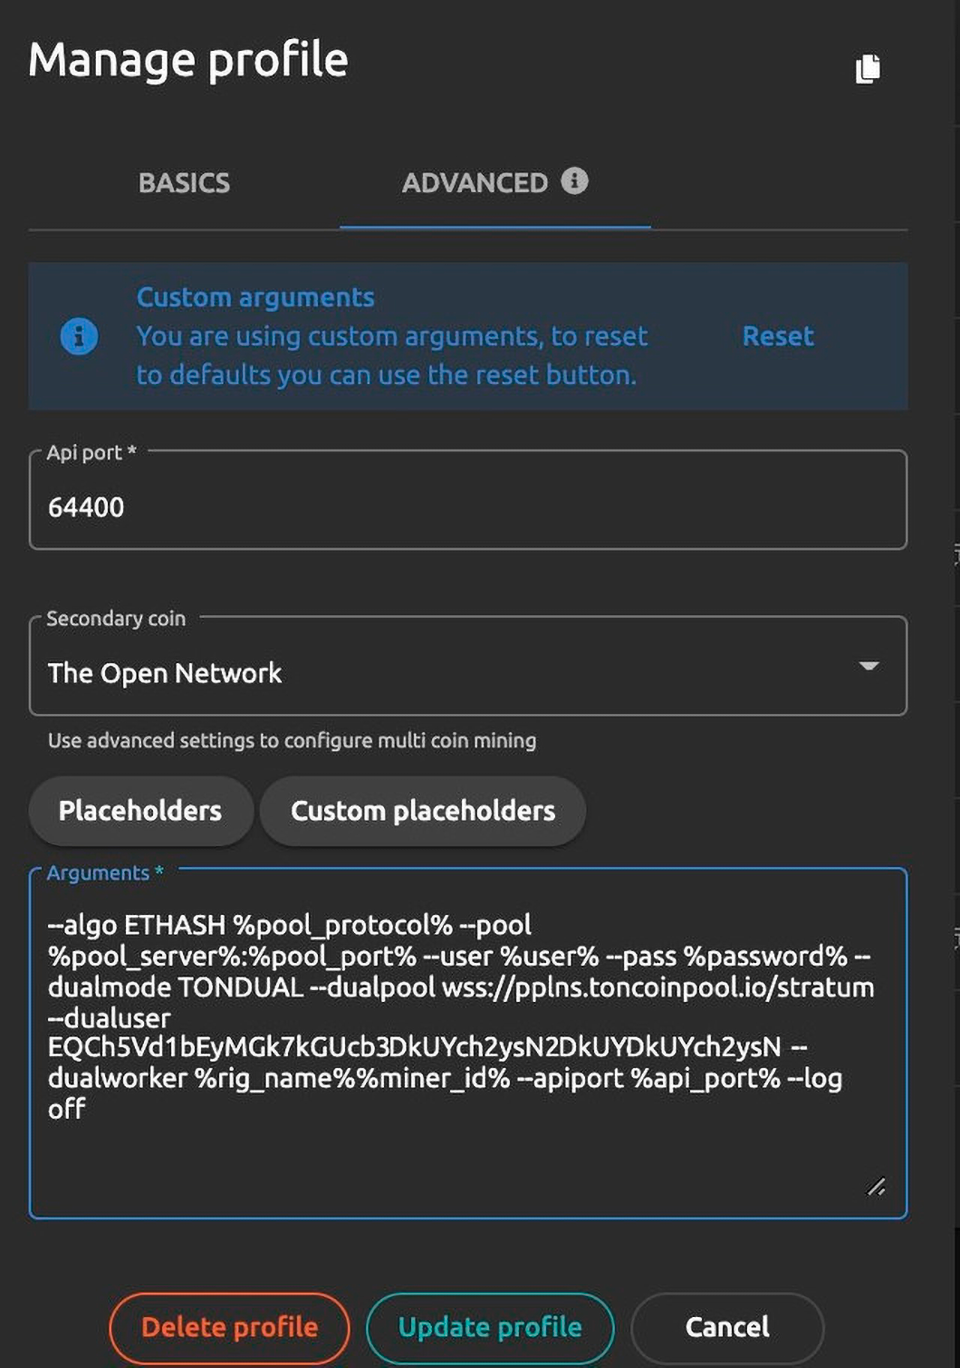 Manage profile
BASICS
ADVANCED
Custom arguments
You are using custom arguments, to reset
to defaults you can use the reset button.
Reset
Api port *
64400
Secondary coin
The Open Network
Use advanced settings to configure multi coin mining
Placeholders
Custom placeholders
Arguments *
--algo ETHASH %pool_protocol% --pool
%pool_server%:%pool_port% --user %user% --pass %password% --
dualmode TONDUAL --dualpool wss://pplns.toncoinpool.io/stratum
--dualuser
EQCh5Vd1bEyMGk7kGUcb3DkUYch2ysN2DkUYDkUYch2ysN --
dualworker %rig_name%%miner_id% --apiport %api_port% --log
off
Delete profile
Update profile
Cancel